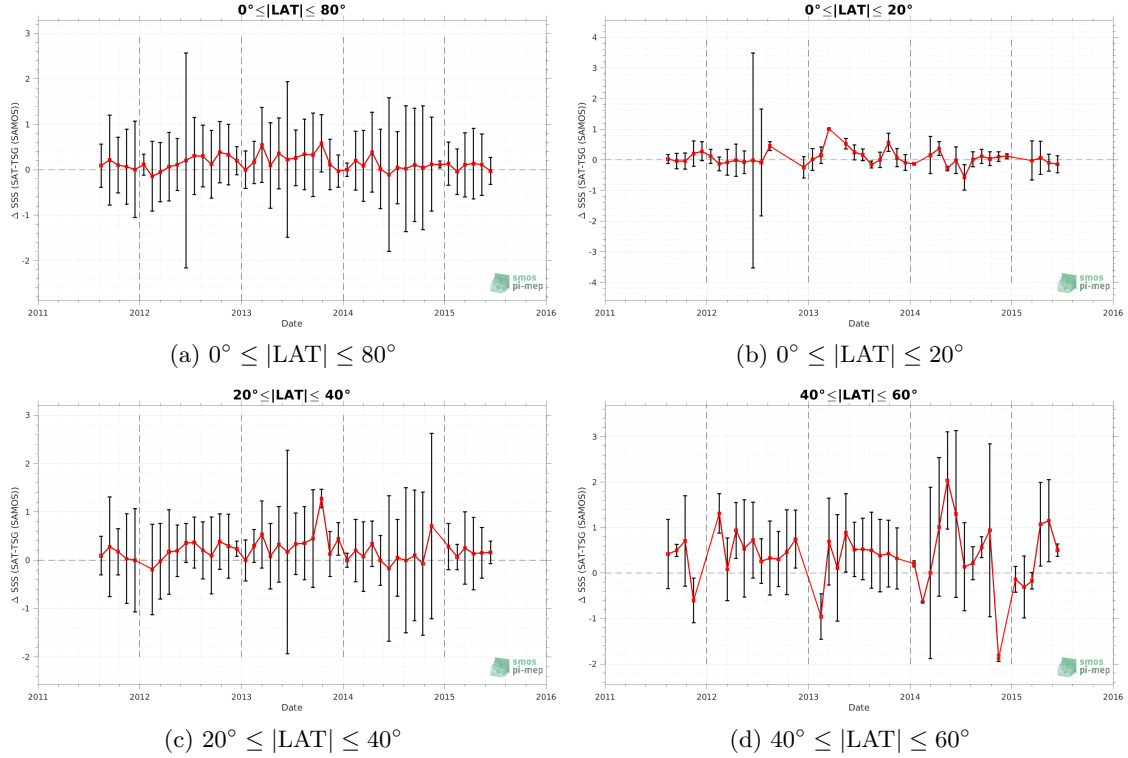 0°≤|LAT|≤ 80°
Δ SSS (SAT-TSG (SAMOS))
3
2
1
0
-1
-2
2011 2012 2013 2014 2015 2016
Date
smos
pi-mep
(a) 0° ≤ |LAT| ≤ 80°
0°≤|LAT|≤ 20°
Δ SSS (SAT-TSG (SAMOS))
4
3
2
1
0
-1
-2
-3
-4
2011 2012 2013 2014 2015 2016
Date
smos
pi-mep
(b) 0° ≤ |LAT| ≤ 20°
20°≤|LAT|≤ 40°
Δ SSS (SAT-TSG (SAMOS))
3
2
1
0
-1
-2
2011 2012 2013 2014 2015 2016
Date
smos
pi-mep
(c) 20° ≤ |LAT| ≤ 40°
40°≤|LAT|≤ 60°
Δ SSS (SAT-TSG (SAMOS))
3
2
1
0
-1
-2
2011 2012 2013 2014 2015 2016
Date
smos
pi-mep
(d) 40° ≤ |LAT| ≤ 60°